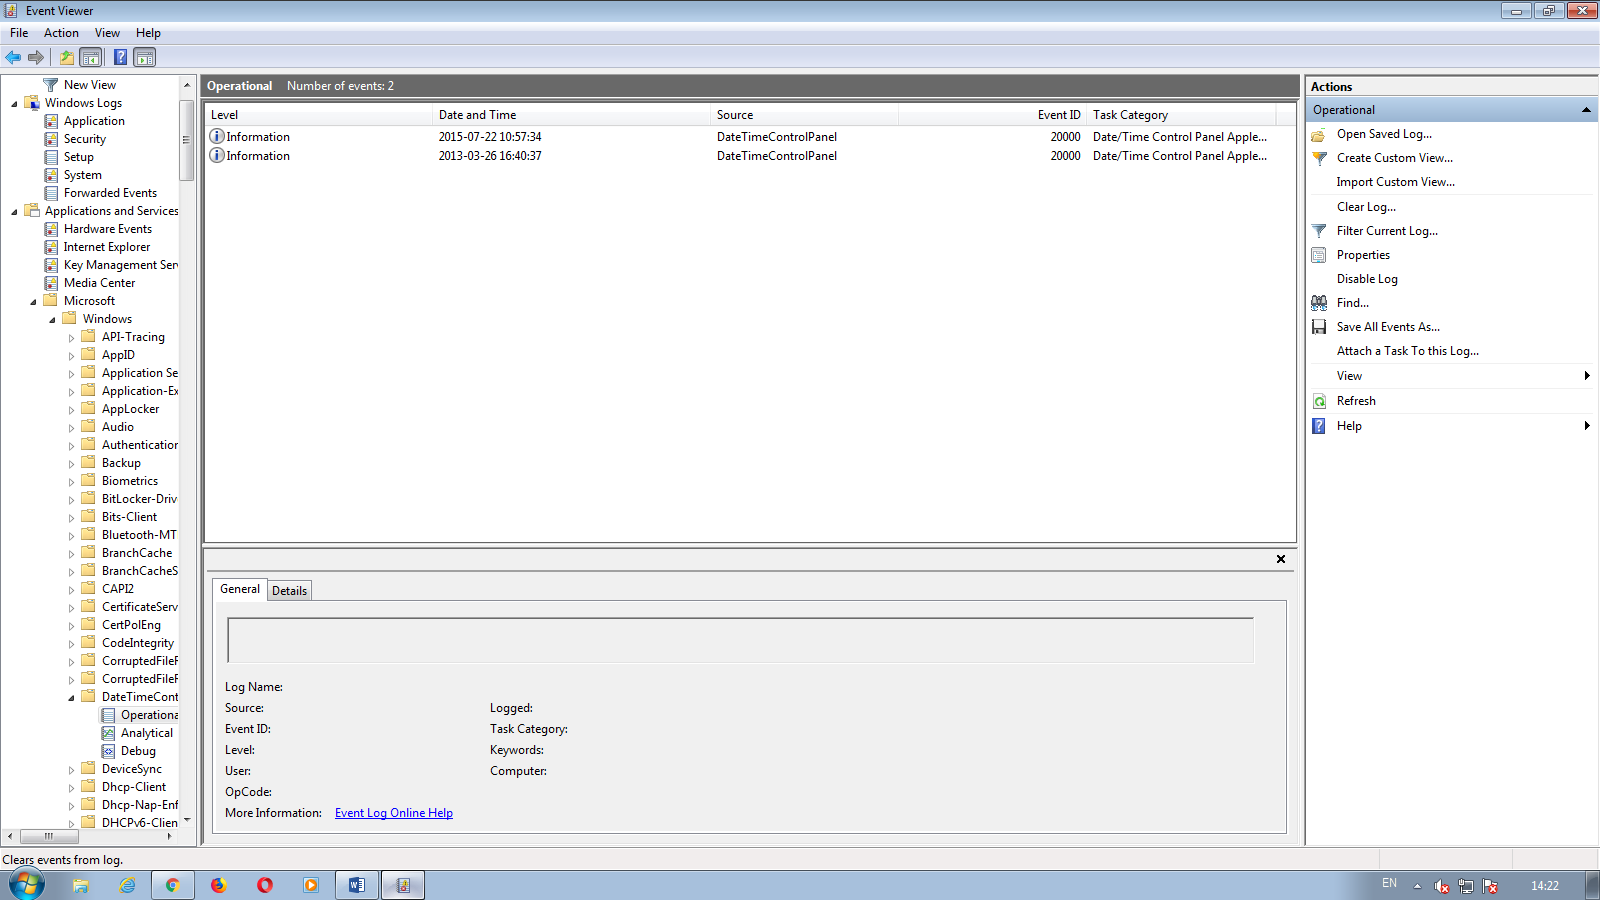 Event Viewer
File Action View Help
New View
Windows Logs
Application
Security
Setup
System
Forwarded Events
Applications and Services
Hardware Events
Internet Explorer
Key Management Serv
Media Center
Microsoft
Windows
API-Tracing
AppID
Application Se
Application-Ex
AppLocker
Audio
Authentication
Backup
Biometrics
BitLocker-Driv
Bits-Client
Bluetooth-MT
BranchCache
BranchCacheS
CAPI2
CertificateServ
CertPolEng
CodeIntegrity
CorruptedFileF
CorruptedFileF
DateTimeCont
Operationa
Analytical
Debug
DeviceSync
Dhcp-Client
Dhcp-Nap-Enf
DHCPv6-Clien
Operational Number of events: 2
Level Date and Time Source Event ID Task Category
Information 2015-07-22 10:57:34 DateTimeControlPanel 20000 Date/Time Control Panel Apple...
Information 2013-03-26 16:40:37 DateTimeControlPanel 20000 Date/Time Control Panel Apple...
General Details
Log Name:
Source: Logged:
Event ID: Task Category:
Level: Keywords:
User: Computer:
OpCode:
More Information: Event Log Online Help
Actions
Operational
Open Saved Log...
Create Custom View...
Import Custom View...
Clear Log...
Filter Current Log...
Properties
Disable Log
Find...
Save All Events As...
Attach a Task To this Log...
View
Refresh
Help
Clears events from log.
EN 14:22